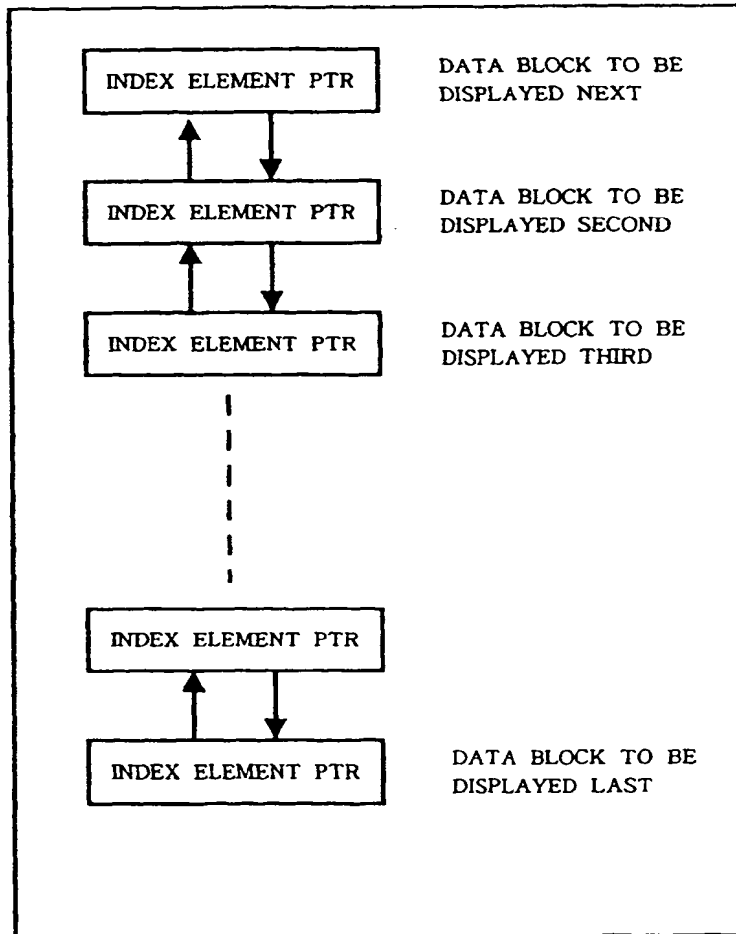 INDEX ELEMENT PTR
DATA BLOCK TO BE
DISPLAYED NEXT
INDEX ELEMENT PTR
DATA BLOCK TO BE
DISPLAYED SECOND
INDEX ELEMENT PTR
DATA BLOCK TO BE
DISPLAYED THIRD
INDEX ELEMENT PTR
INDEX ELEMENT PTR
DATA BLOCK TO BE
DISPLAYED LAST